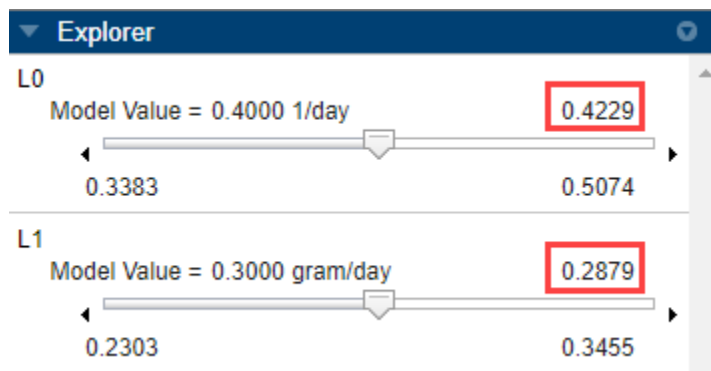 Explorer
L0
Model Value = 0.4000 1/day 0.4229
0.3383 0.5074
L1
Model Value = 0.3000 gram/day 0.2879
0.2303 0.3455